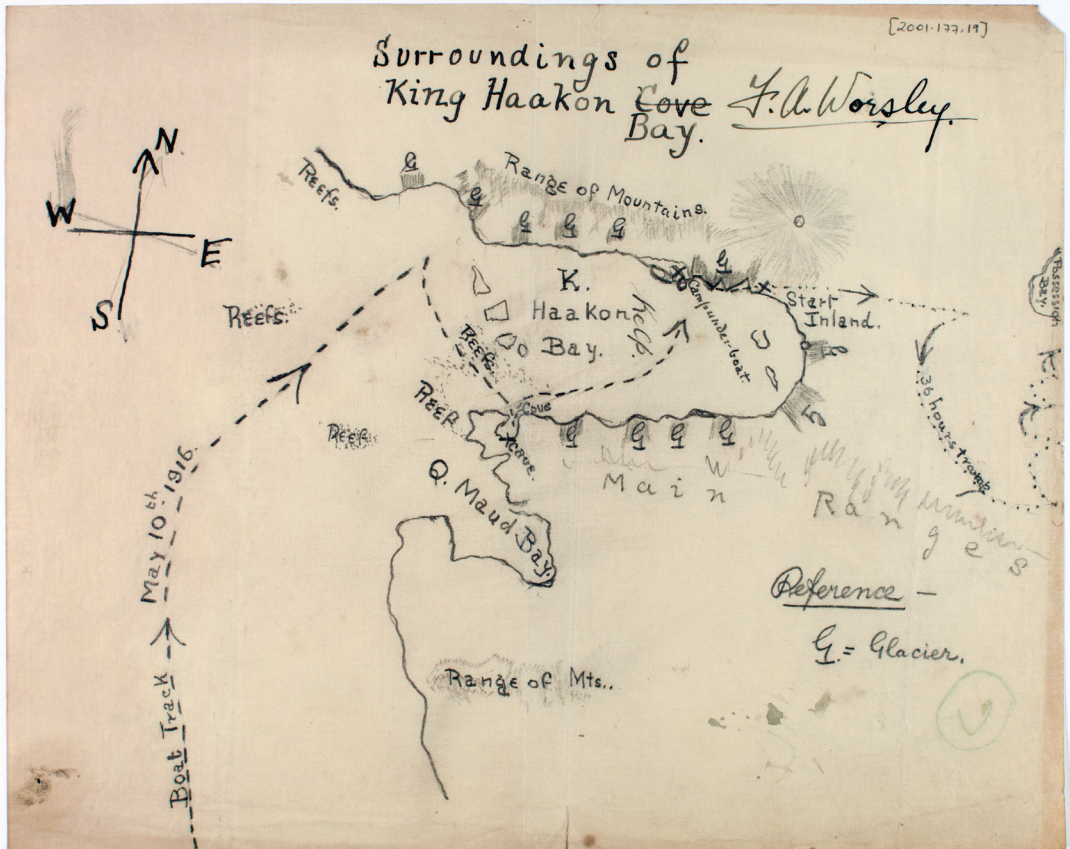 [2001.177.19]
Surroundings of
King Haakon Cove F. A. Worsley.
Bay.
N
W
E
S
Reefs.
G
G
Range of Mountains.
G
G
G
G
K.
Haakon
Bay.
Kelp
Camp under boat
Start
Inland.
Possession
Bay
Reefs.
Reefs.
Reef
Reef
Cove
Cave.
G
G
G
G
G
G
36 hours tramp
Main
Ranges
Q. Maud Bay.
May 10th 1916
Boat Track
Range of Mts..
Reference —
G. = Glacier.